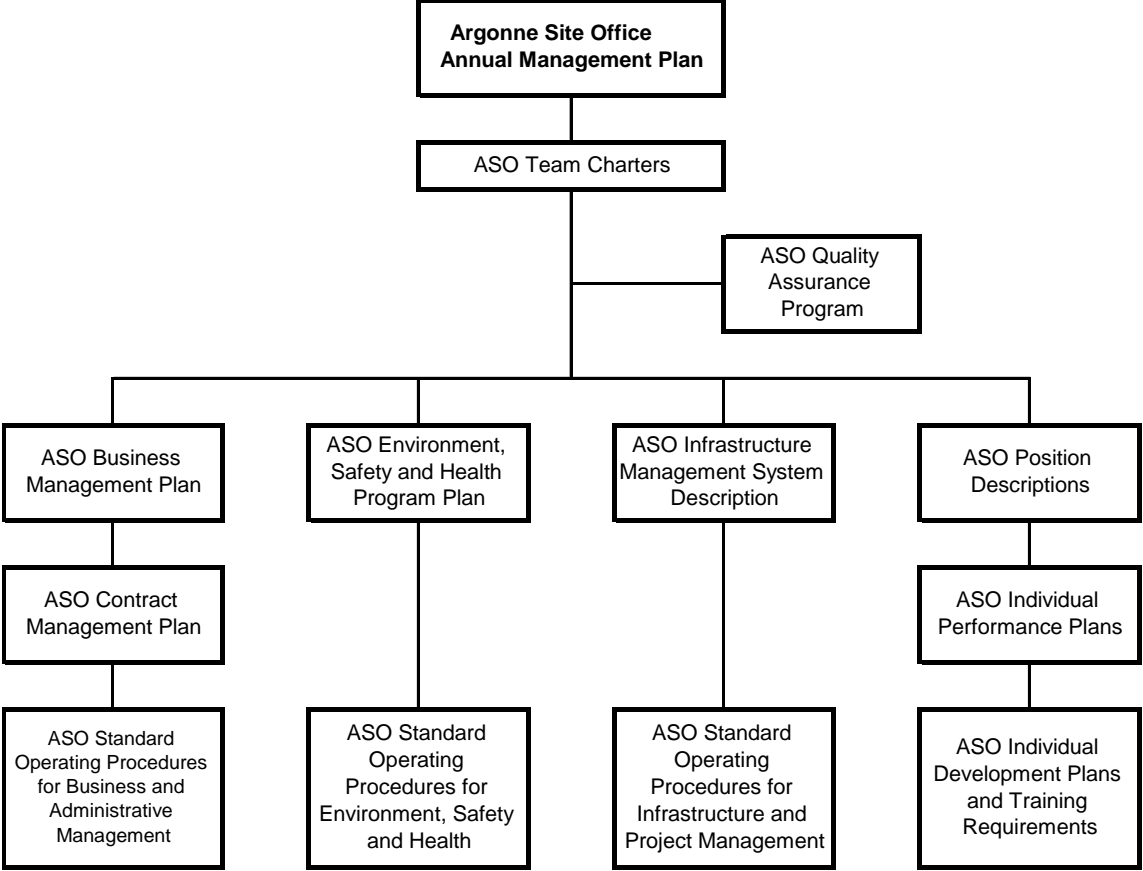 Argonne Site Office
Annual Management Plan
ASO Team Charters
ASO Quality
Assurance
Program
ASO Business
Management Plan
ASO Environment,
Safety and Health
Program Plan
ASO Infrastructure
Management System
Description
ASO Position
Descriptions
ASO Contract
Management Plan
ASO Individual
Performance Plans
ASO Standard
Operating Procedures
for Business and
Administrative
Management
ASO Standard
Operating
Procedures for
Environment, Safety
and Health
ASO Standard
Operating
Procedures for
Infrastructure and
Project Management
ASO Individual
Development Plans
and Training
Requirements